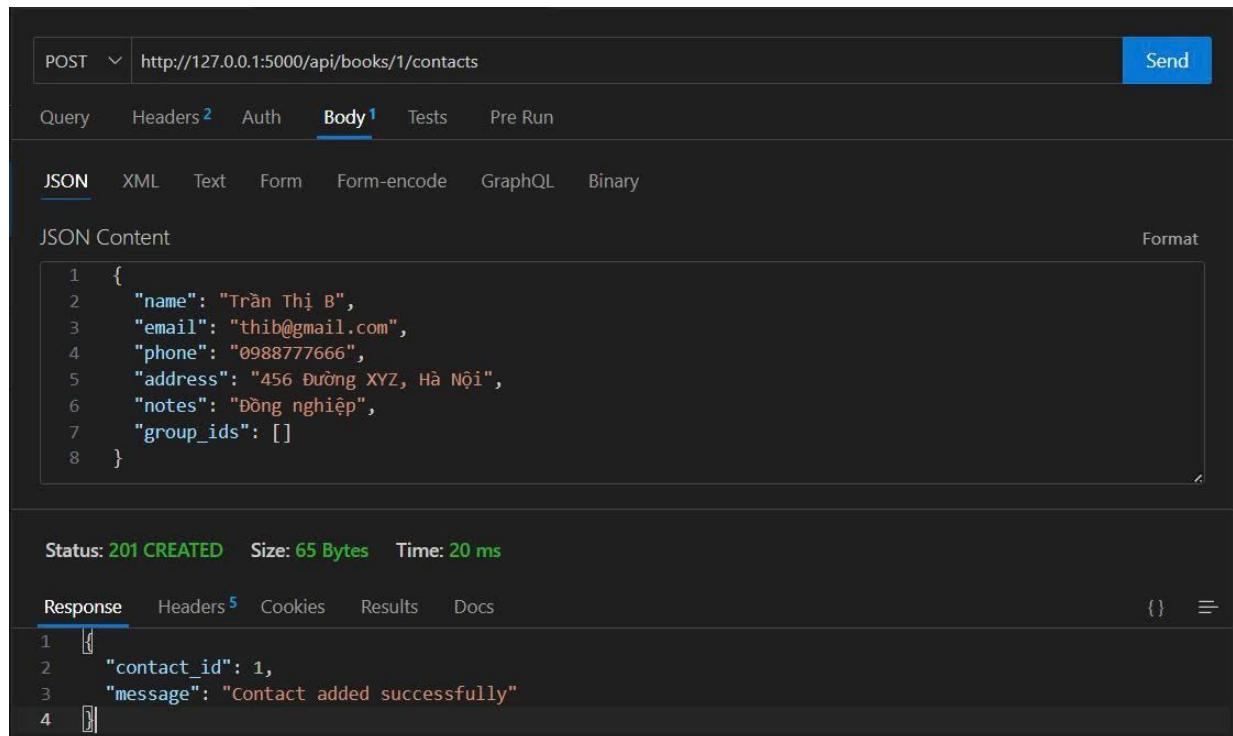 POST http://127.0.0.1:5000/api/books/1/contacts Send
Query Headers 2 Auth Body 1 Tests Pre Run
JSON XML Text Form Form-encode GraphQL Binary
JSON Content Format
1 {
2 "name": "Trần Thị B",
3 "email": "thib@gmail.com",
4 "phone": "0988777666",
5 "address": "456 Đường XYZ, Hà Nội",
6 "notes": "Đồng nghiệp",
7 "group_ids": []
8 }
Status: 201 CREATED Size: 65 Bytes Time: 20 ms
Response Headers 5 Cookies Results Docs {}
1 {
2 "contact_id": 1,
3 "message": "Contact added successfully"
4 }